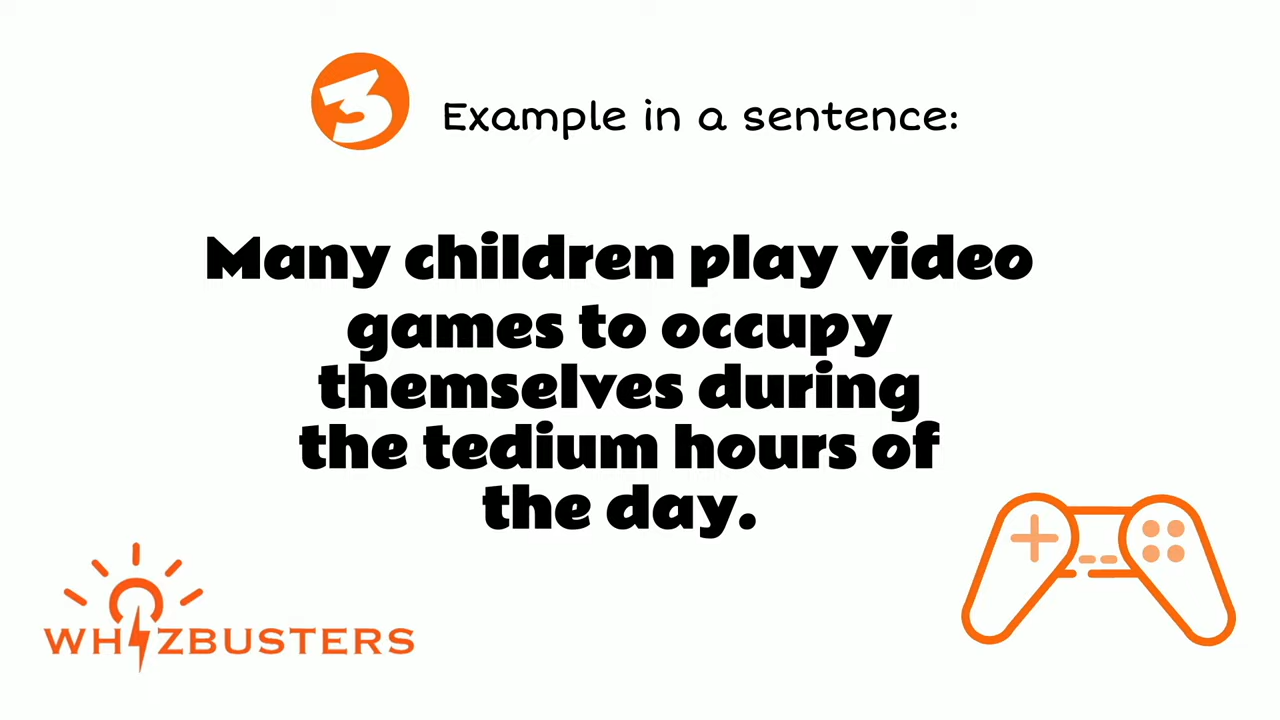 3 Example in a sentence:
Many children play video
games to occupy
themselves during
the tedium hours of
the day.
WHIZBUSTERS